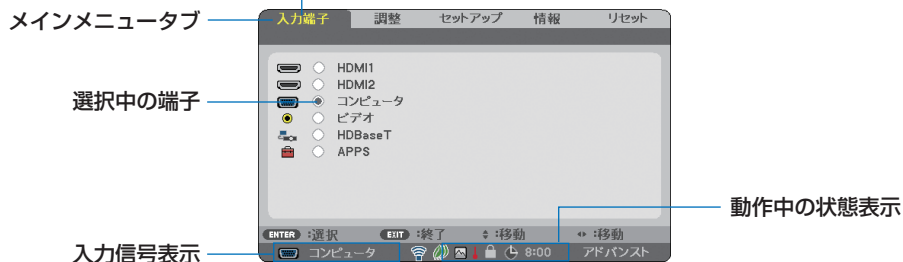 メインメニュータブ
入力端子 調整 セットアップ 情報 リセット
HDMI1
HDMI2
選択中の端子
コンピュータ
ビデオ
HDBaseT
APPS
動作中の状態表示
ENTER :選択 EXIT :終了 :移動 :移動
入力信号表示
コンピュータ 8:00 アドバンスト